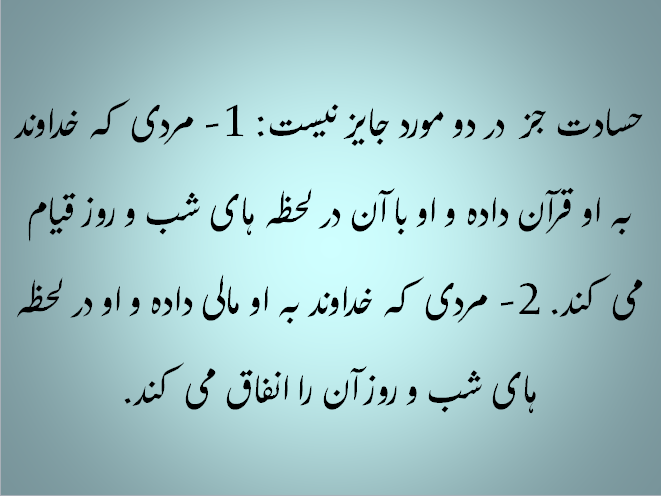 حسادت جز در دو مورد جایز نیست: 1- مردی که خداوند
به او قرآن داده و او با آن در لحظه های شب و روز قیام
می کند. 2- مردی که خداوند به او مالی داده و او در لحظه
های شب و روز آن را انفاق می کند.